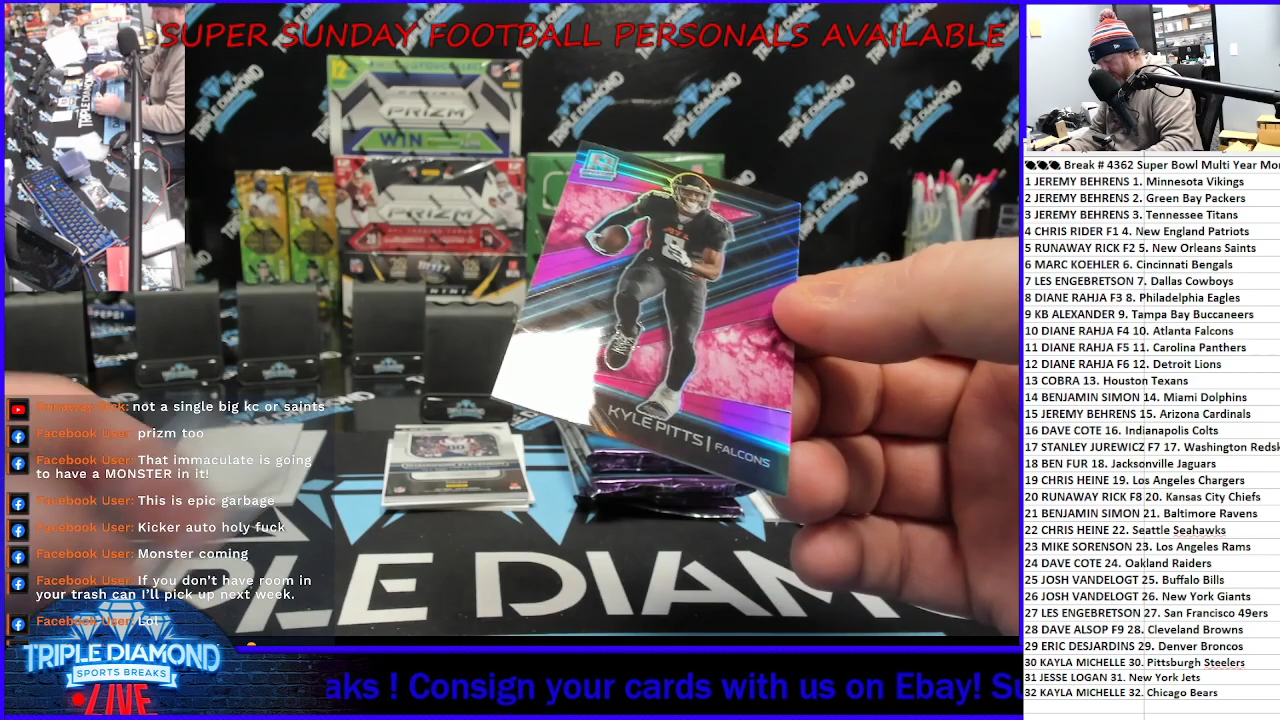 SUPER SUNDAY FOOTBALL PERSONALS AVAILABLE
TRIPLE DIAMOND
PRIZM
WIN
PRIZM
PEPSI
KYLE PITTS | FALCONS
8
Runaway Rick: not a single big kc or saints
Facebook User: prizm too
Facebook User: That immaculate is going
to have a MONSTER in it!
Facebook User: This is epic garbage
Facebook User: Kicker auto holy fuck
Facebook User: Monster coming
Facebook User: If you don't have room in
your trash can I'll pick up next week.
Facebook User: Lol
TRIPLE DIAMOND
SPORTS BREAKS
LIVE
PLE DIAM
aks ! Consign your cards with us on Ebay! Su
Break # 4362 Super Bowl Multi Year Mo
1 JEREMY BEHRENS 1. Minnesota Vikings
2 JEREMY BEHRENS 2. Green Bay Packers
3 JEREMY BEHRENS 3. Tennessee Titans
4 CHRIS RIDER F1 4. New England Patriots
5 RUNAWAY RICK F2 5. New Orleans Saints
6 MARC KOEHLER 6. Cincinnati Bengals
7 LES ENGEBRETSON 7. Dallas Cowboys
8 DIANE RAHJA F3 8. Philadelphia Eagles
9 KB ALEXANDER 9. Tampa Bay Buccaneers
10 DIANE RAHJA F4 10. Atlanta Falcons
11 DIANE RAHJA F5 11. Carolina Panthers
12 DIANE RAHJA F6 12. Detroit Lions
13 COBRA 13. Houston Texans
14 BENJAMIN SIMON 14. Miami Dolphins
15 JEREMY BEHRENS 15. Arizona Cardinals
16 DAVE COTE 16. Indianapolis Colts
17 STANLEY JUREWICZ F7 17. Washington Redsk
18 BEN FUR 18. Jacksonville Jaguars
19 CHRIS HEINE 19. Los Angeles Chargers
20 RUNAWAY RICK F8 20. Kansas City Chiefs
21 BENJAMIN SIMON 21. Baltimore Ravens
22 CHRIS HEINE 22. Seattle Seahawks
23 MIKE SORENSON 23. Los Angeles Rams
24 DAVE COTE 24. Oakland Raiders
25 JOSH VANDELOGT 25. Buffalo Bills
26 JOSH VANDELOGT 26. New York Giants
27 LES ENGEBRETSON 27. San Francisco 49ers
28 DAVE ALSOP F9 28. Cleveland Browns
29 BEDE FALLEN F10 29. Denver Broncos
30 KAYLA MICHELLE 30. Pittsburgh Steelers
31 JESSE LOGAN 31. New York Jets
32 KAYLA MICHELLE 32. Chicago Bears